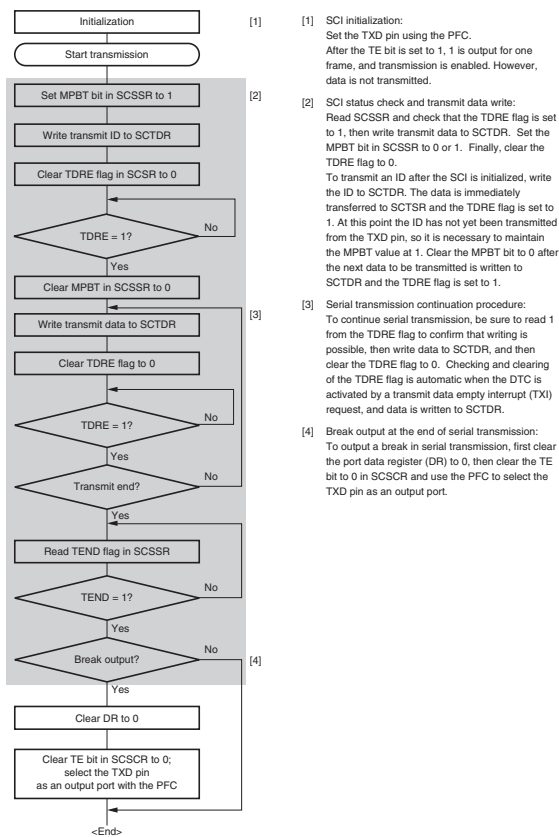 Initialization
[1]
Start transmission
Set MPBT bit in SCSSR to 1
[2]
Write transmit ID to SCTDR
Clear TDRE flag in SCSR to 0
TDRE = 1?
No
Yes
Clear MPBT in SCSSR to 0
Write transmit data to SCTDR
[3]
Clear TDRE flag to 0
TDRE = 1?
No
Yes
Transmit end?
No
Yes
Read TEND flag in SCSSR
TEND = 1?
No
Yes
Break output?
No
[4]
Yes
Clear DR to 0
Clear TE bit in SCSCR to 0;
select the TXD pin
as an output port with the PFC
<End>
[1] SCI initialization:
Set the TXD pin using the PFC.
After the TE bit is set to 1, 1 is output for one
frame, and transmission is enabled. However,
data is not transmitted.
[2] SCI status check and transmit data write:
Read SCSSR and check that the TDRE flag is set
to 1, then write transmit data to SCTDR. Set the
MPBT bit in SCSSR to 0 or 1. Finally, clear the
TDRE flag to 0.
To transmit an ID after the SCI is initialized, write
the ID to SCTDR. The data is immediately
transferred to SCTSR and the TDRE flag is set to
1. At this point the ID has not yet been transmitted
from the TXD pin, so it is necessary to maintain
the MPBT value at 1. Clear the MPBT bit to 0 after
the next data to be transmitted is written to
SCTDR and the TDRE flag is set to 1.
[3] Serial transmission continuation procedure:
To continue serial transmission, be sure to read 1
from the TDRE flag to confirm that writing is
possible, then write data to SCTDR, and then
clear the TDRE flag to 0. Checking and clearing
of the TDRE flag is automatic when the DTC is
activated by a transmit data empty interrupt (TXI)
request, and data is written to SCTDR.
[4] Break output at the end of serial transmission:
To output a break in serial transmission, first clear
the port data register (DR) to 0, then clear the TE
bit to 0 in SCSCR and use the PFC to select the
TXD pin as an output port.